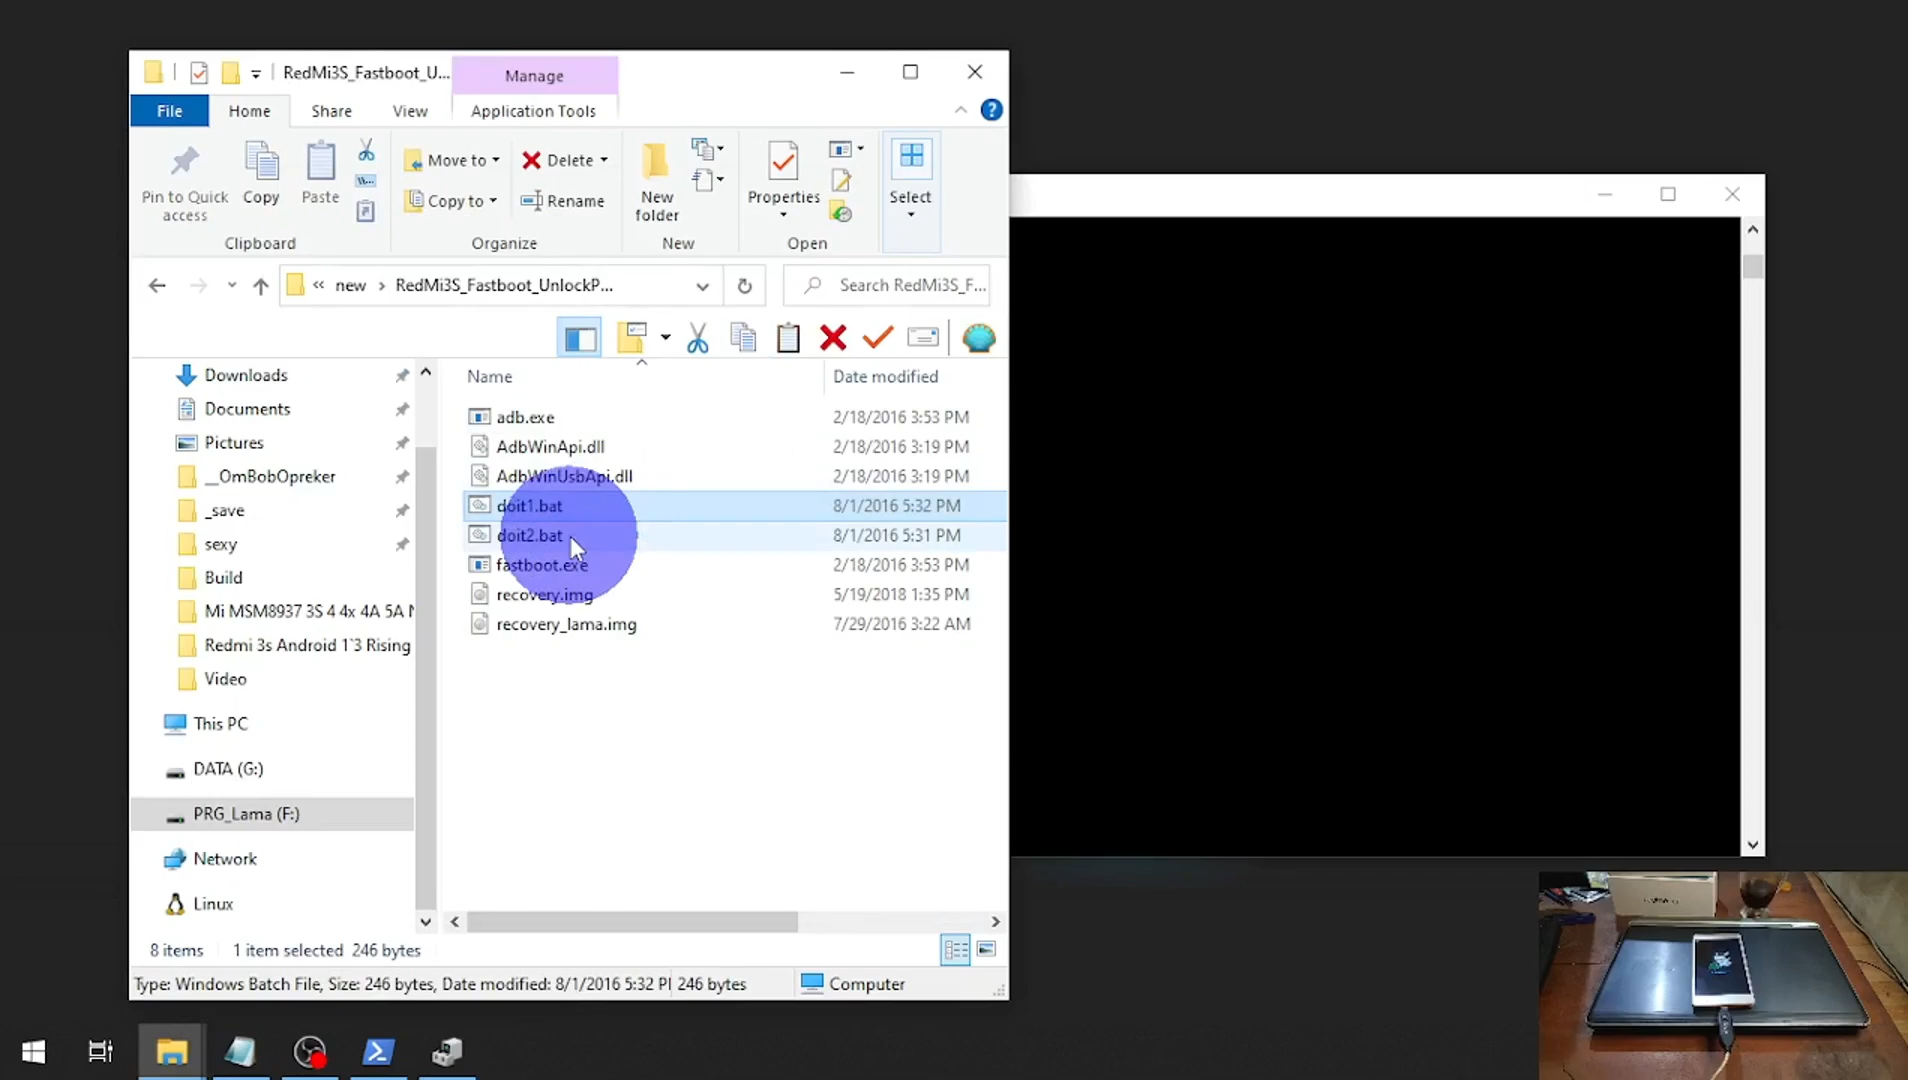 RedMi3S_Fastboot_U...
Manage
File
Home
Share
View
Application Tools
Pin to Quick
access
Copy
Paste
Move to
Copy to
Delete
Rename
New
folder
Properties
Select
Clipboard
Organize
New
Open
« new › RedMi3S_Fastboot_UnlockP...
Search RedMi3S_F...
Downloads
Documents
Pictures
__OmBobOpreker
_save
sexy
Build
Mi MSM8937 3S 4 4x 4A 5A N
Redmi 3s Android 1`3 Rising
Video
This PC
DATA (G:)
PRG_Lama (F:)
Network
Linux
Name
Date modified
adb.exe 2/18/2016 3:53 PM
AdbWinApi.dll 2/18/2016 3:19 PM
AdbWinUsbApi.dll 2/18/2016 3:19 PM
doit1.bat 8/1/2016 5:32 PM
doit2.bat 8/1/2016 5:31 PM
fastboot.exe 2/18/2016 3:53 PM
recovery.img 5/19/2018 1:35 PM
recovery_lama.img 7/29/2016 3:22 AM
8 items 1 item selected 246 bytes
Type: Windows Batch File, Size: 246 bytes, Date modified: 8/1/2016 5:32 PI 246 bytes
Computer